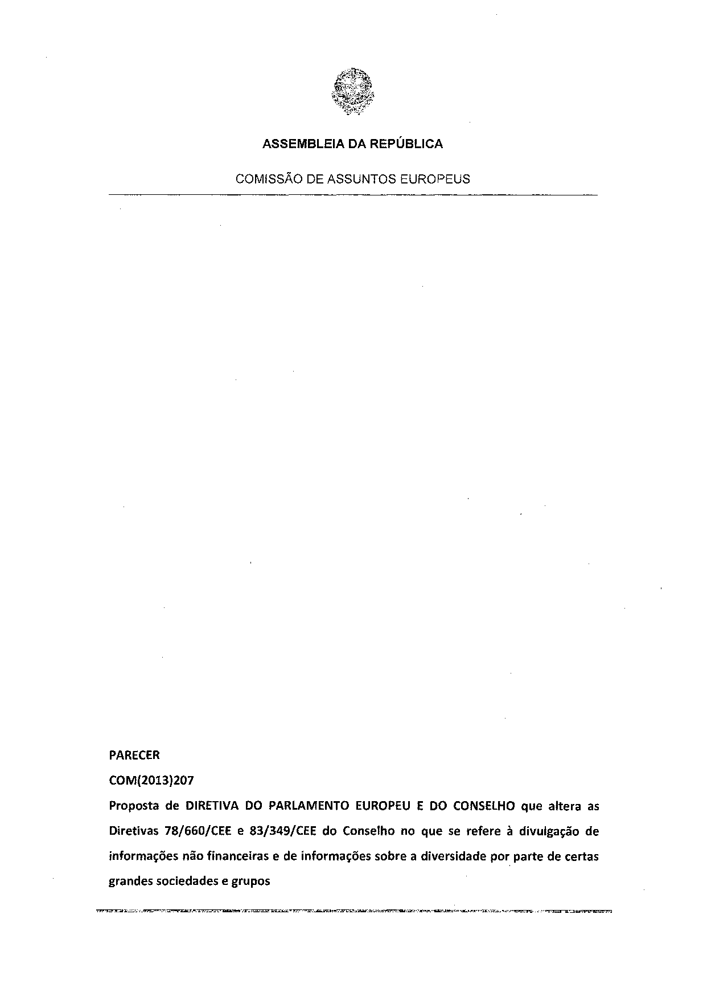 ASSEMBLEIA DA REPÚBLICA
COMISSÃO DE ASSUNTOS EUROPEUS
PARECER
COM(2013)207
Proposta de DIRETIVA DO PARLAMENTO EUROPEU E DO CONSELHO que altera as
Diretivas 78/660/CEE e 83/349/CEE do Conselho no que se refere à divulgação de
informações não financeiras e de informações sobre a diversidade por parte de certas
grandes sociedades e grupos